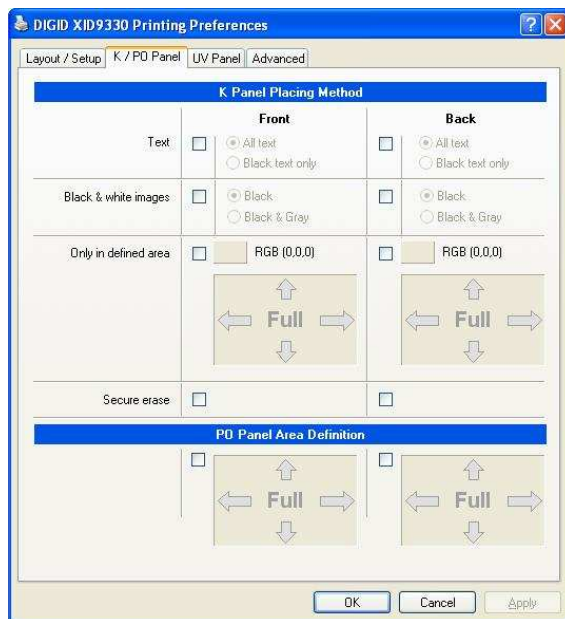 DIGID XID9330 Printing Preferences
Layout / Setup K / PO Panel UV Panel Advanced
K Panel Placing Method
Front Back
Text All text All text
Black text only Black text only
Black & white images Black Black
Black & Gray Black & Gray
Only in defined area RGB (0,0,0) RGB (0,0,0)
Full Full
Secure erase
PO Panel Area Definition
Full Full
OK Cancel Apply